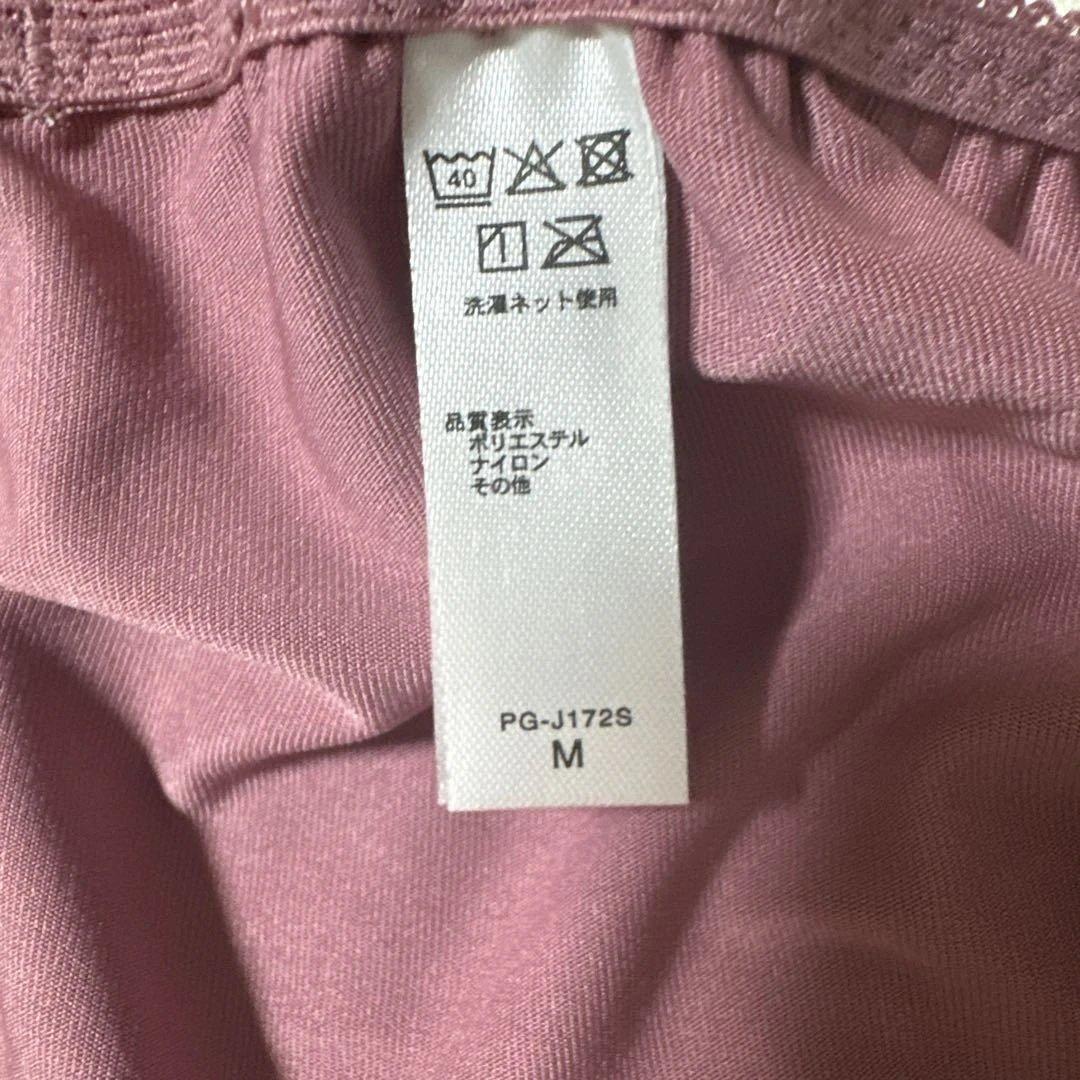 40
洗濯ネット使用
品質表示
ポリエステル
ナイロン
その他
PG-J172S
M